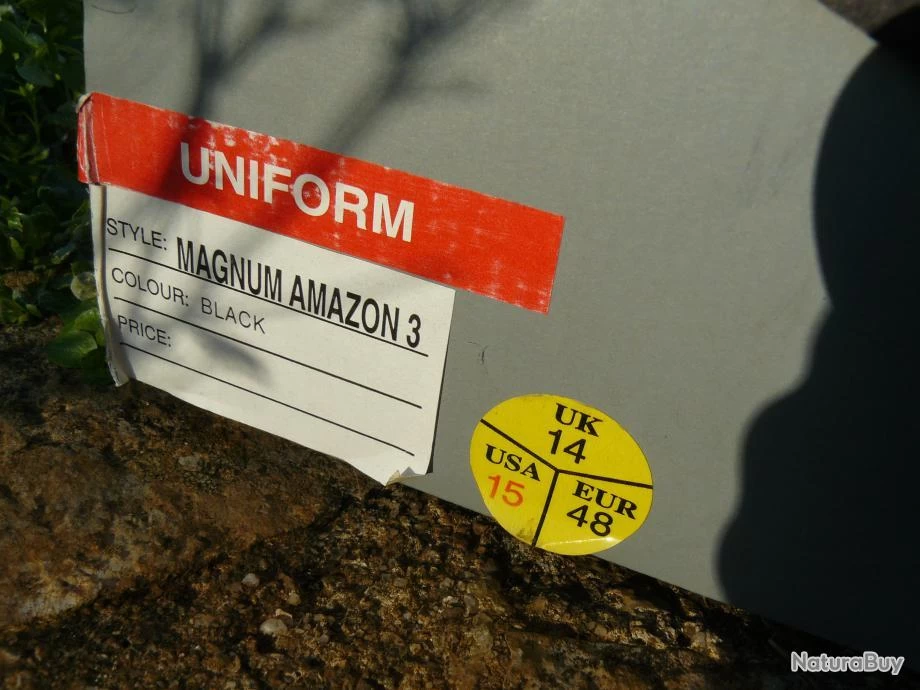 UNIFORM
STYLE: MAGNUM AMAZON 3
COLOUR: BLACK
PRICE:
UK
14
USA
15
EUR
48
NaturaBuy